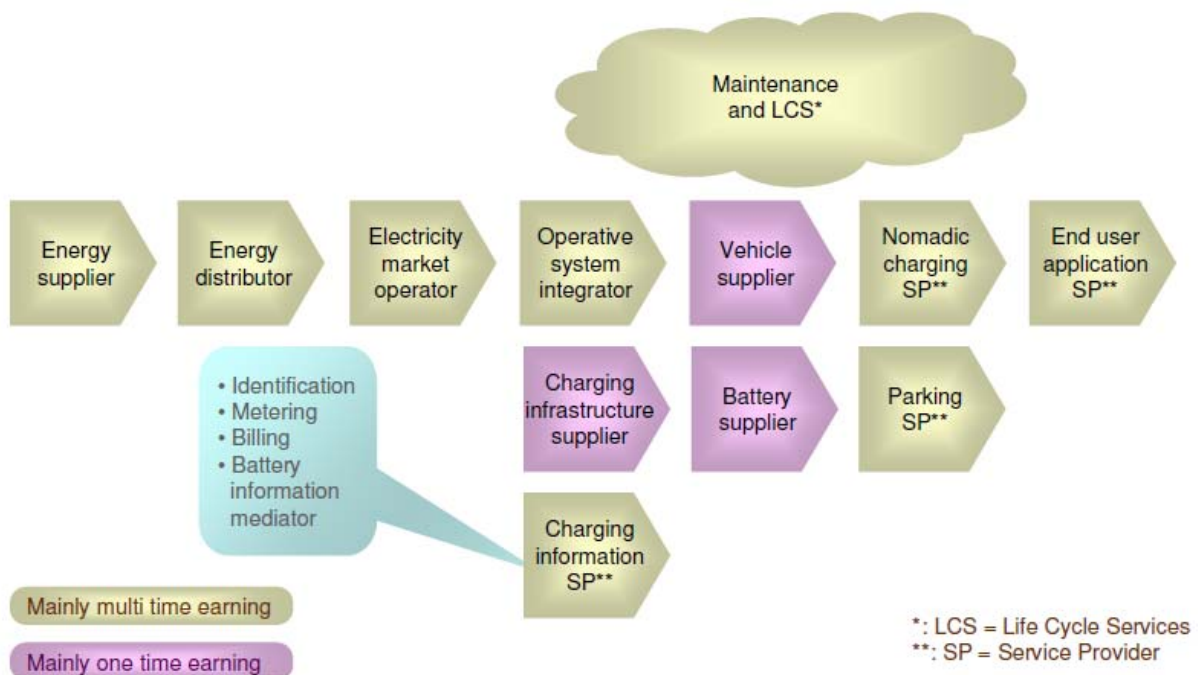 Maintenance
and LCS*
Energy
supplier
Energy
distributor
Electricity
market
operator
Operative
system
integrator
Vehicle
supplier
Nomadic
charging
SP**
End user
application
SP**
• Identification
• Metering
• Billing
• Battery
information
mediator
Charging
infrastructure
supplier
Battery
supplier
Parking
SP**
Charging
information
SP**
Mainly multi time earning
Mainly one time earning
*: LCS = Life Cycle Services
**: SP = Service Provider